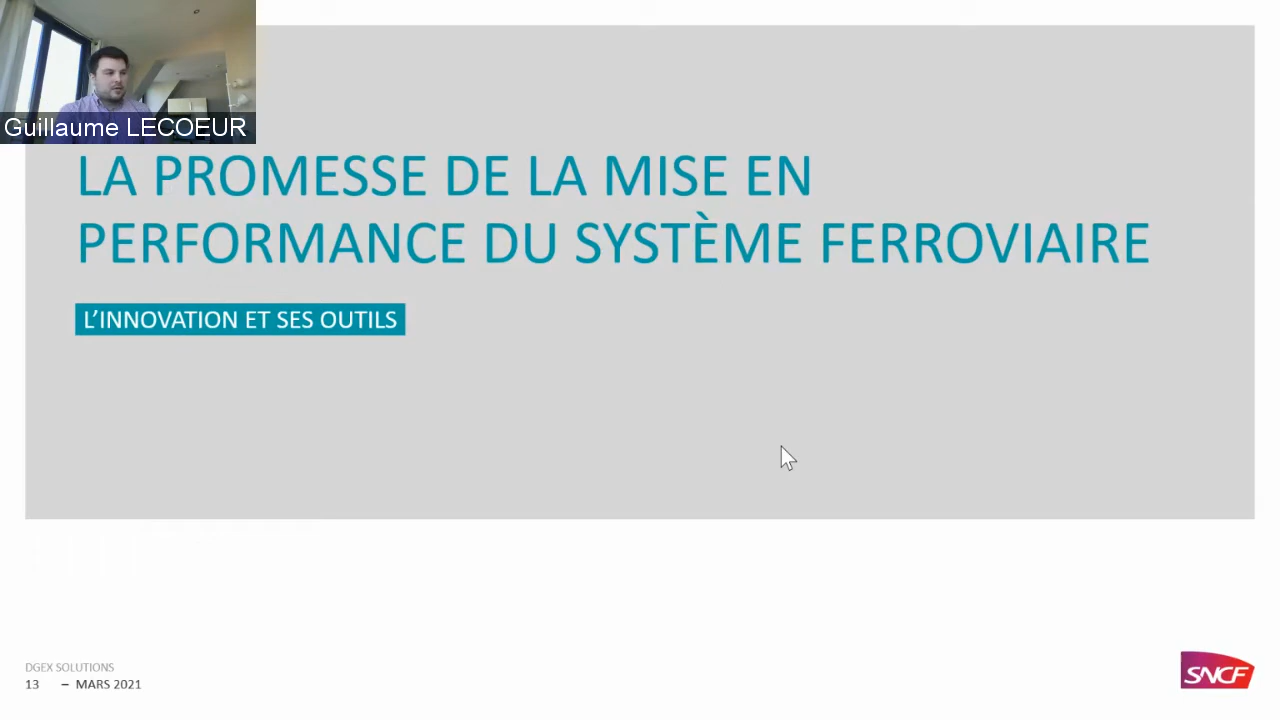 Guillaume LECOEUR
LA PROMESSE DE LA MISE EN
PERFORMANCE DU SYSTÈME FERROVIAIRE
L’INNOVATION ET SES OUTILS
DGEX SOLUTIONS
13 – MARS 2021
SNCF